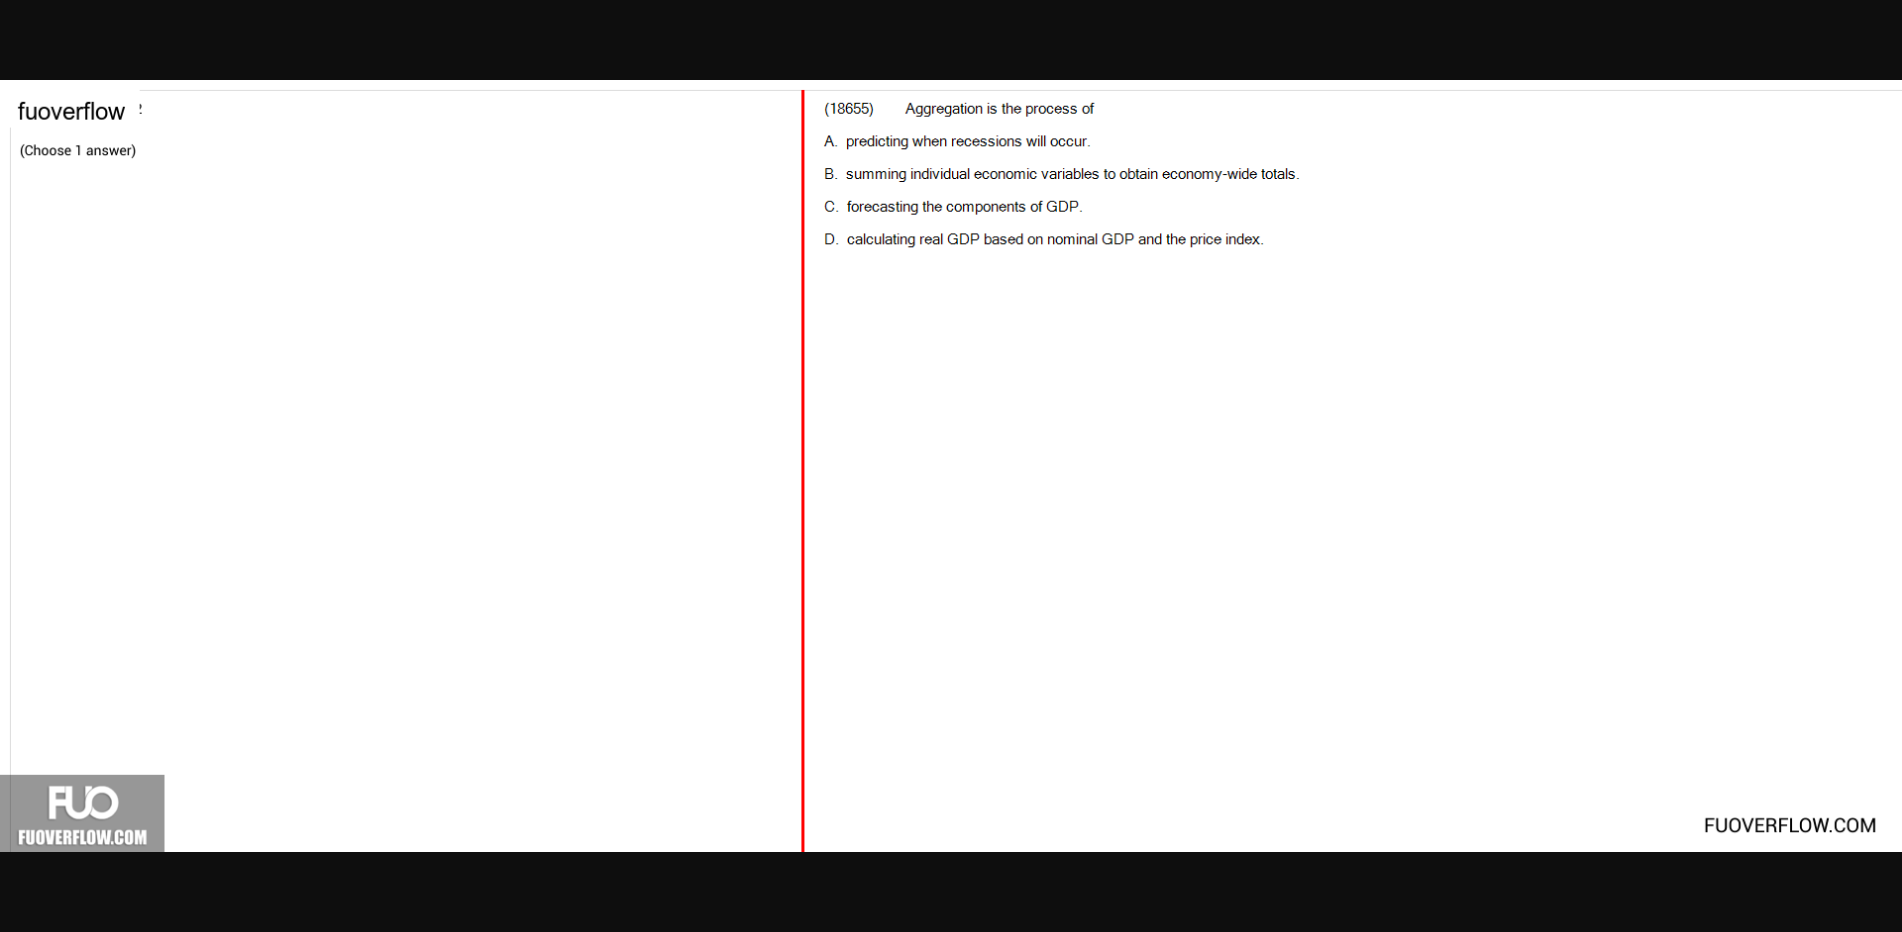 fuoverflow
(Choose 1 answer)
(18655) Aggregation is the process of
A. predicting when recessions will occur.
B. summing individual economic variables to obtain economy-wide totals.
C. forecasting the components of GDP.
D. calculating real GDP based on nominal GDP and the price index.
FUO
FUOVERFLOW.COM
FUOVERFLOW.COM